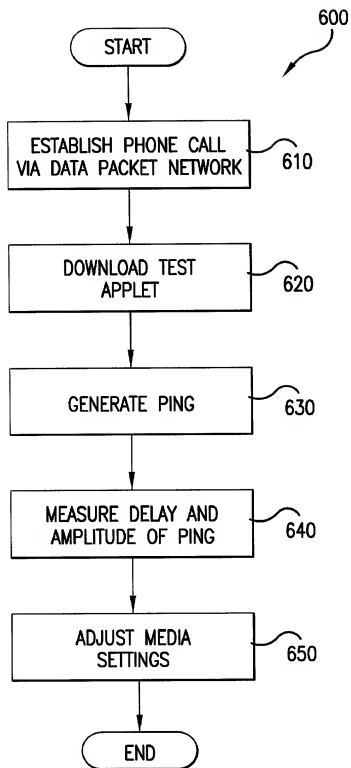 600
START
ESTABLISH PHONE CALL
VIA DATA PACKET NETWORK
610
DOWNLOAD TEST
APPLET
620
GENERATE PING
630
MEASURE DELAY AND
AMPLITUDE OF PING
640
ADJUST MEDIA
SETTINGS
650
END